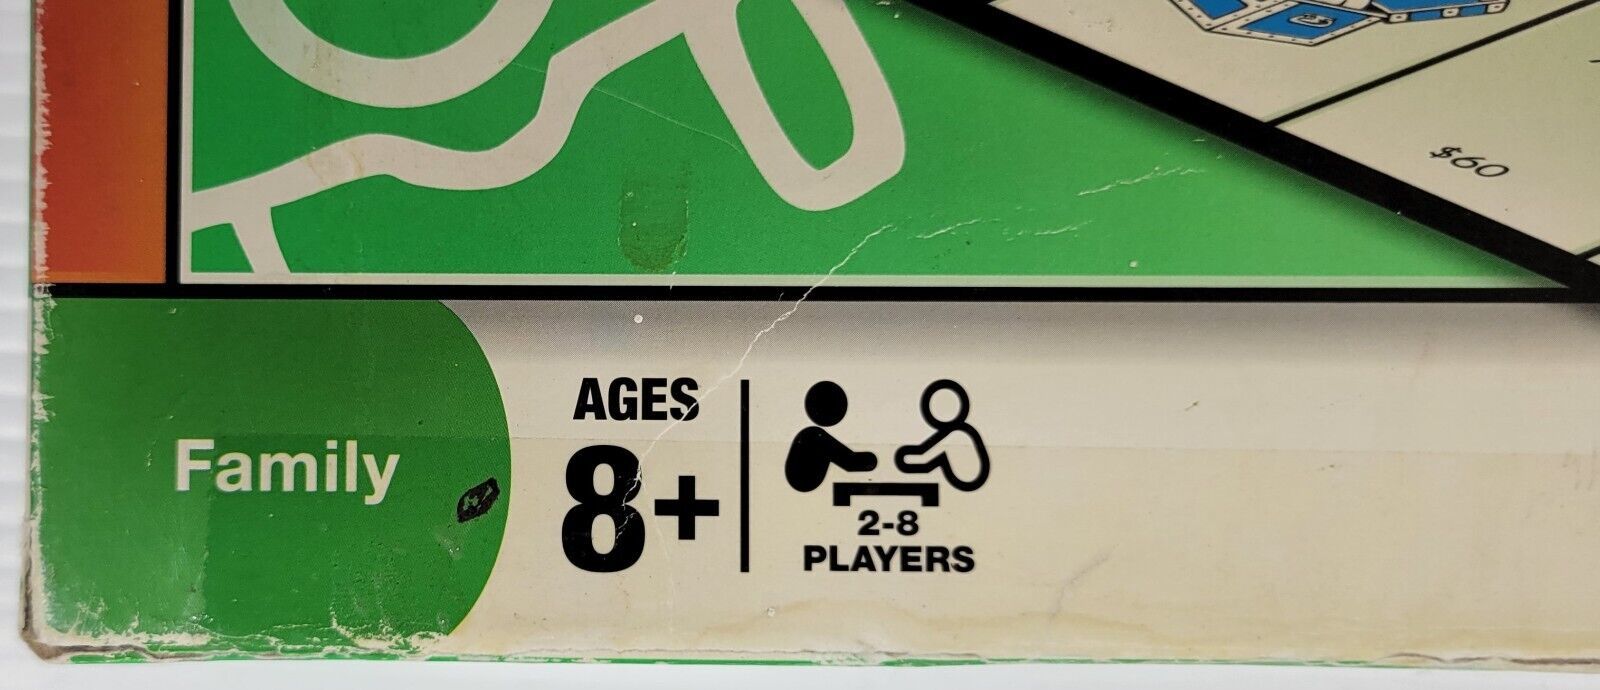 $60
Family
AGES
8+
2-8
PLAYERS